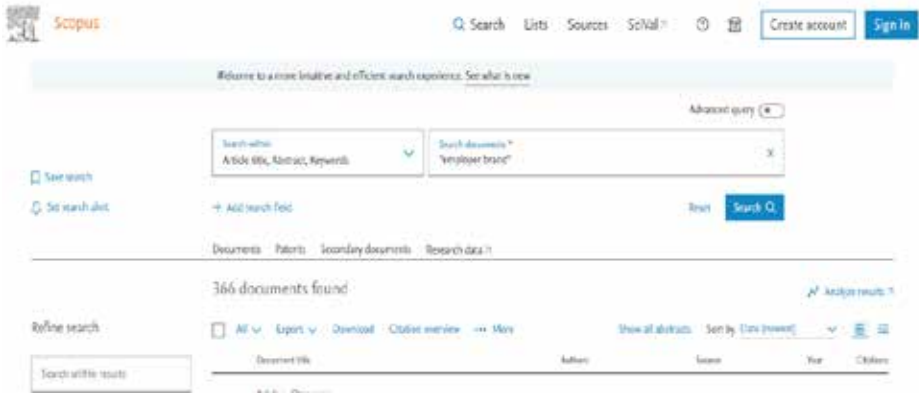 Scopus
Search Lists Sources SciVal Create account Sign in
Welcome to a more intuitive and efficient search experience. See what is new
Advanced query
Search within
Article title, Abstract, Keywords
Search documents *
"employer brand"
Save search
Set search alert
+ Add search field
Reset Search
Documents Patents Secondary documents Research data
366 documents found
Analyze results
Refine search
All Export Download Citation overview More Show all abstracts Sort by Date (newest)
Document title Authors Source Year Citations
Search within results